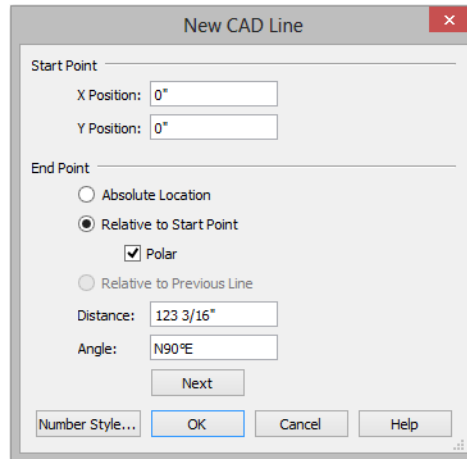 New CAD Line
Start Point
X Position: 0"
Y Position: 0"
End Point
Absolute Location
Relative to Start Point
Polar
Relative to Previous Line
Distance: 123 3/16"
Angle: N90°E
Next
Number Style... OK Cancel Help